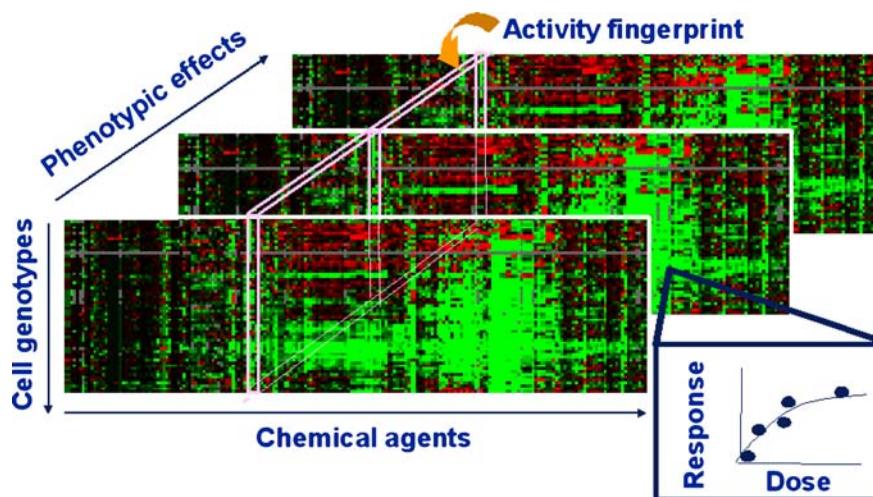 Activity fingerprint
Phenotypic effects
Cell genotypes
Chemical agents
Response
Dose